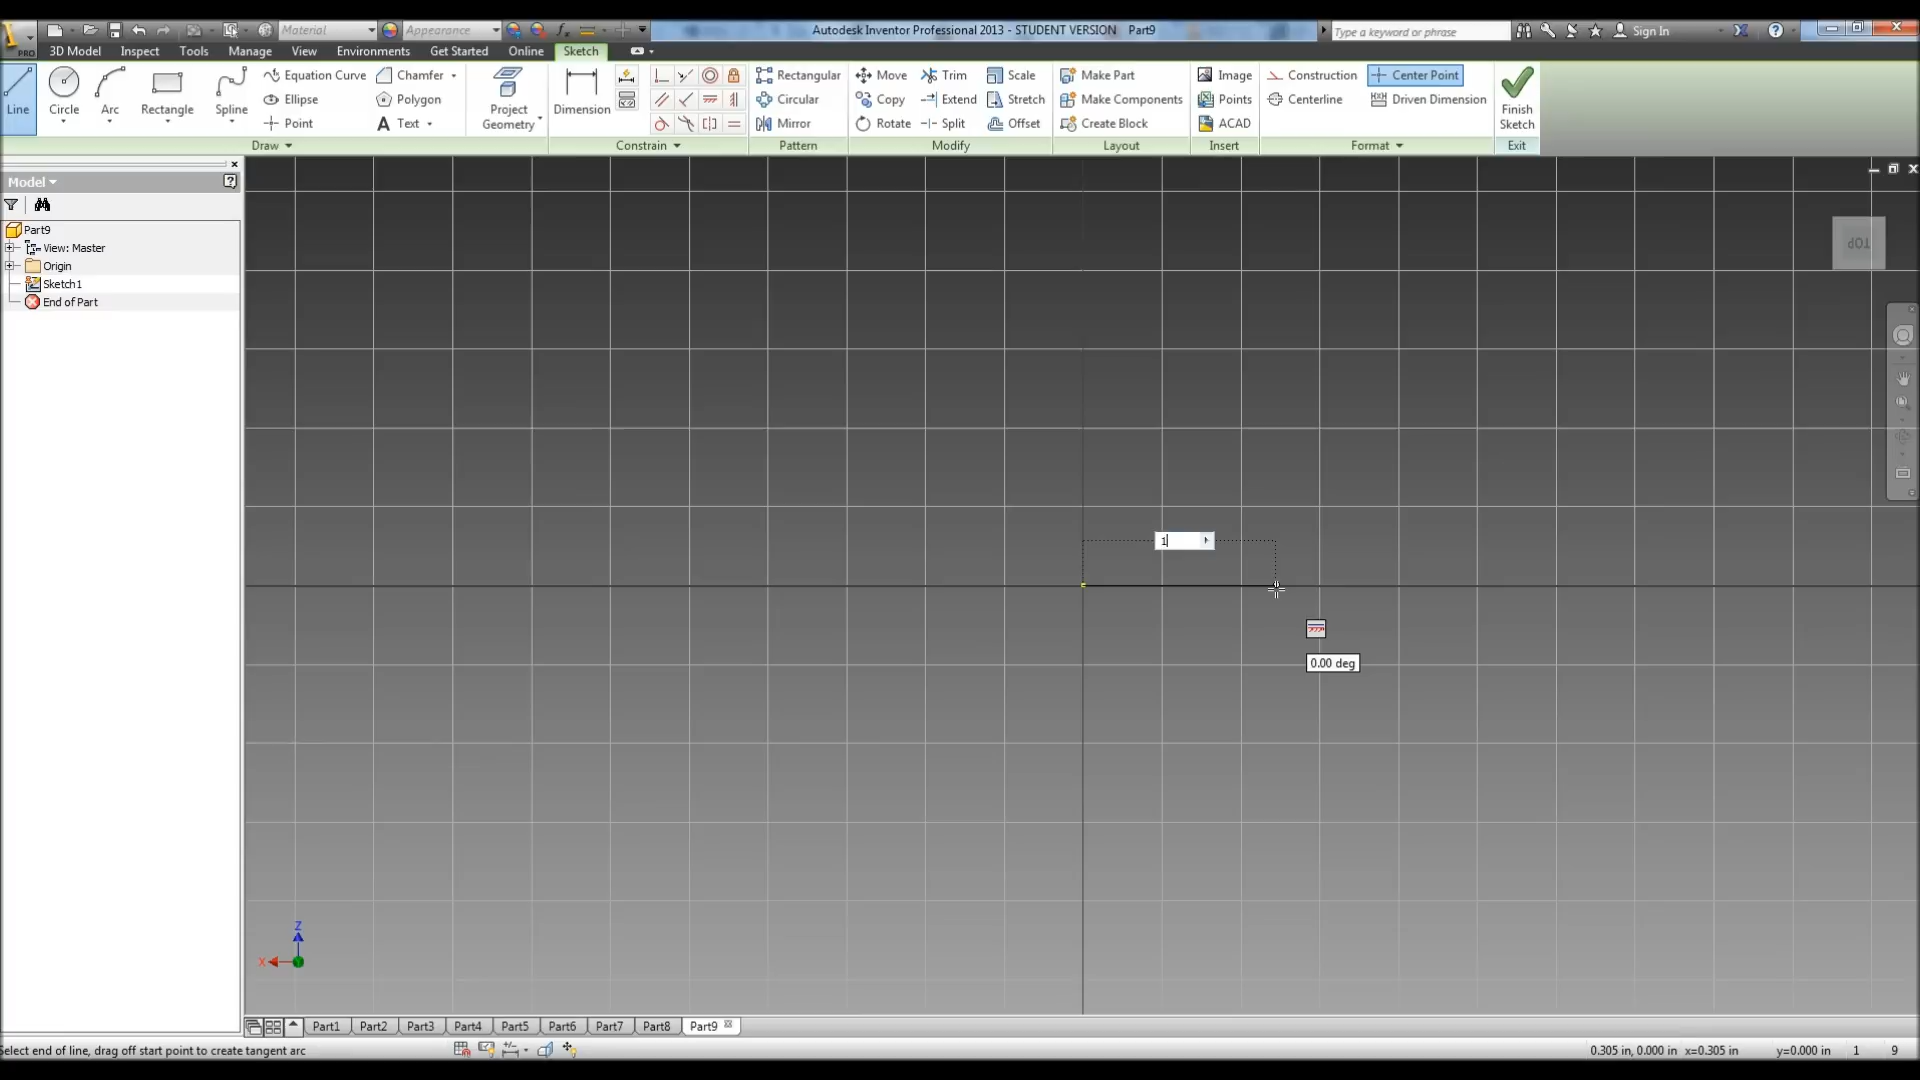 Material
Appearance
Autodesk Inventor Professional 2013 - STUDENT VERSION Part9
Type a keyword or phrase
Sign In
PRO
3D Model Inspect Tools Manage View Environments Get Started Online Sketch
Line
Circle
Arc
Rectangle
Spline
Equation Curve
Ellipse
Point
Chamfer
Polygon
Text
Project
Geometry
Dimension
Rectangular
Circular
Mirror
Move
Copy
Rotate
Trim
Extend
Split
Scale
Stretch
Offset
Make Part
Make Components
Create Block
Image
Points
ACAD
Construction
Centerline
Center Point
Driven Dimension
Finish
Sketch
Draw Constrain Pattern Modify Layout Insert Format Exit
Model
Part9
View: Master
Origin
Sketch1
End of Part
TOP
1
0.00 deg
Z
X
Part1 Part2 Part3 Part4 Part5 Part6 Part7 Part8 Part9
Select end of line, drag off start point to create tangent arc
0.305 in, 0.000 in x=0.305 in y=0.000 in 1 9